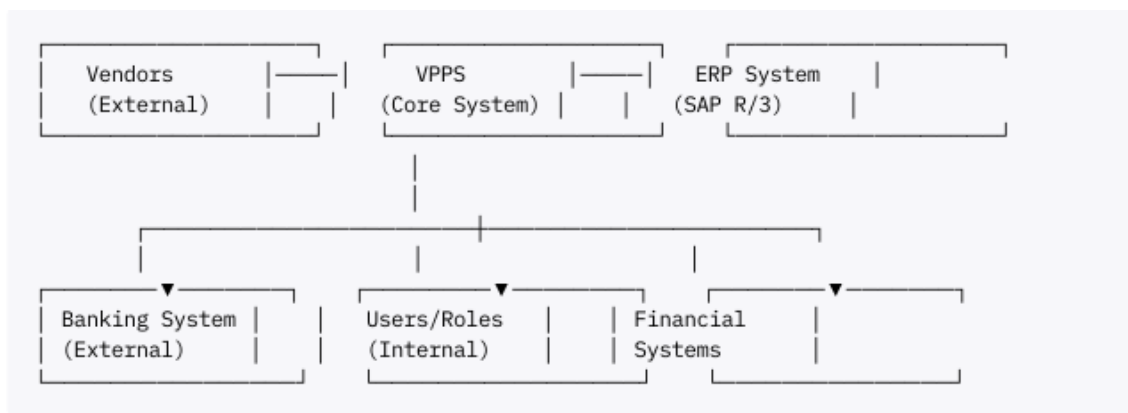 Vendors VPPS ERP System
(External) (Core System) (SAP R/3)
Banking System Users/Roles Financial
(External) (Internal) Systems